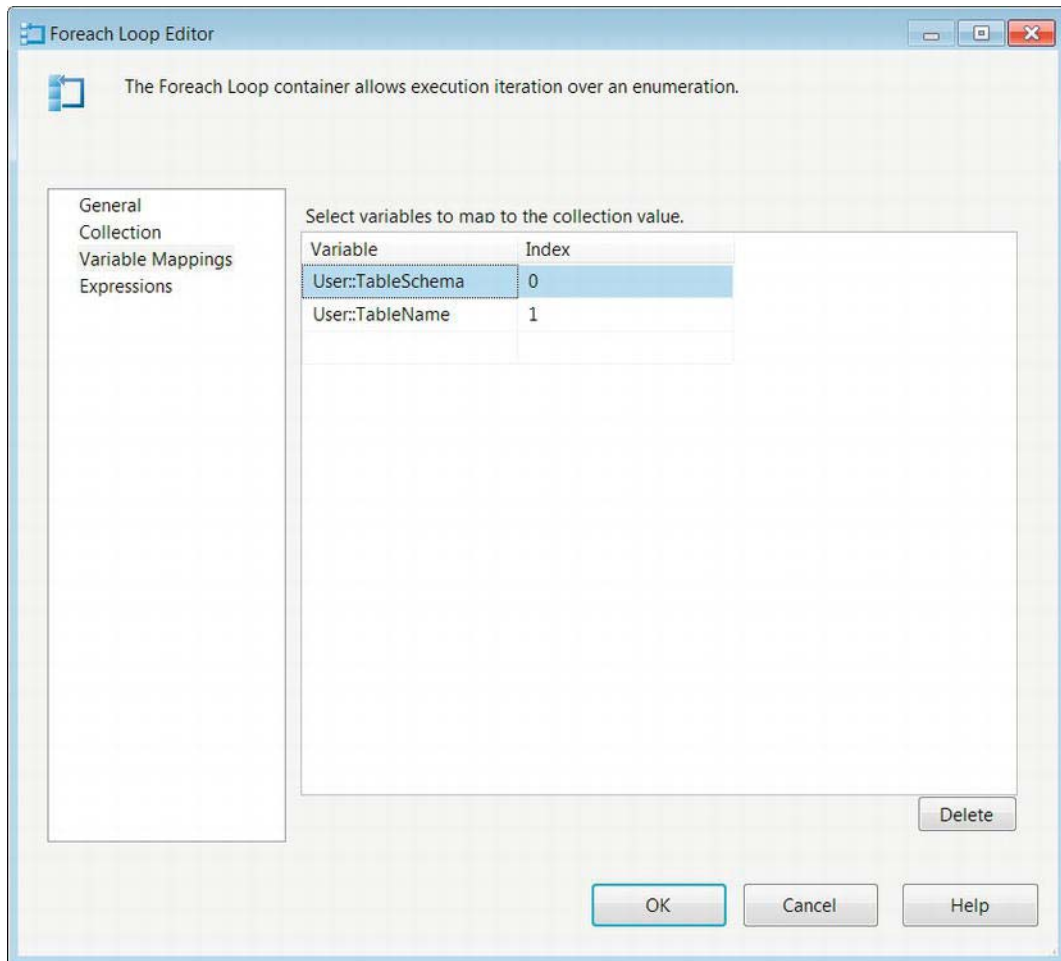 Foreach Loop Editor
The Foreach Loop container allows execution iteration over an enumeration.
General
Collection
Variable Mappings
Expressions
Select variables to map to the collection value.
Variable Index
User::TableSchema 0
User::TableName 1
Delete
OK Cancel Help